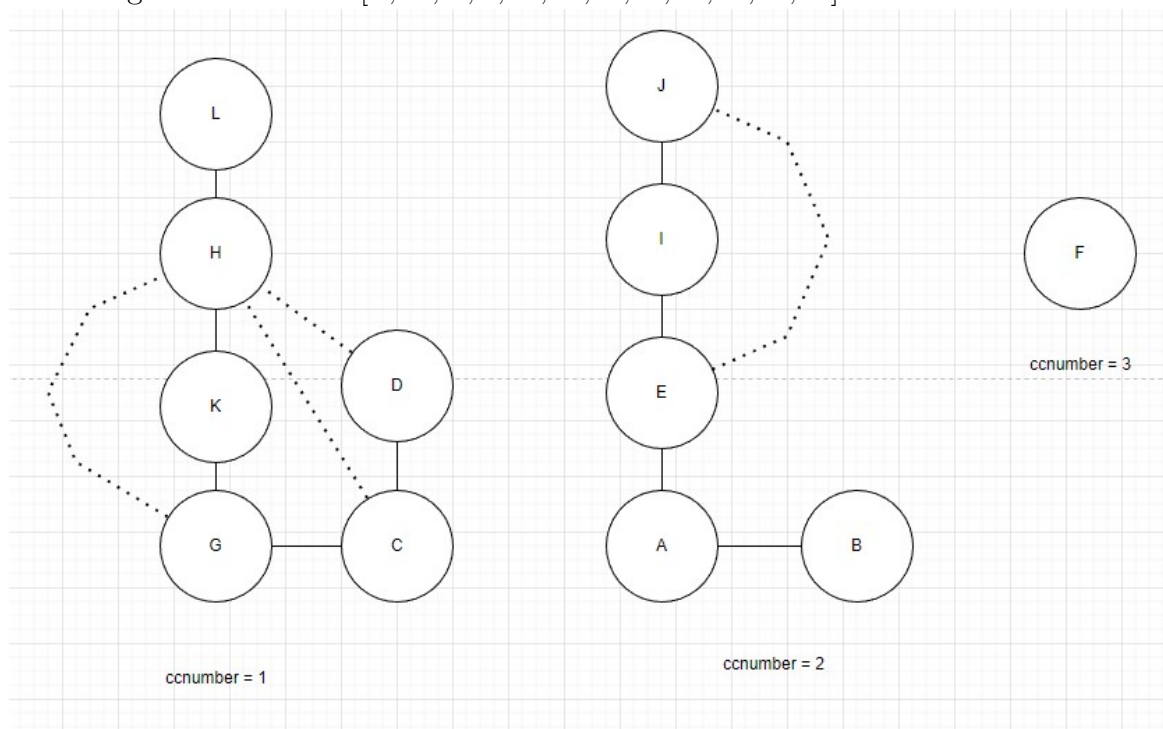 L
J
H
I
F
D
K
E
ccnumber = 3
G
C
A
B
ccnumber = 1
ccnumber = 2